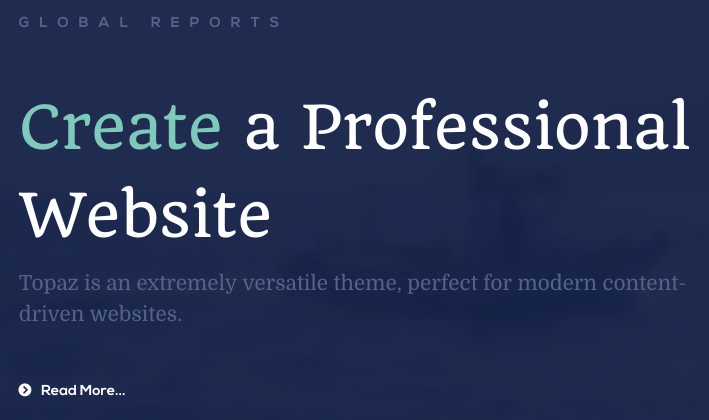 GLOBAL REPORTS
Create a Professional
Website
Topaz is an extremely versatile theme, perfect for modern content-
driven websites.
Read More...